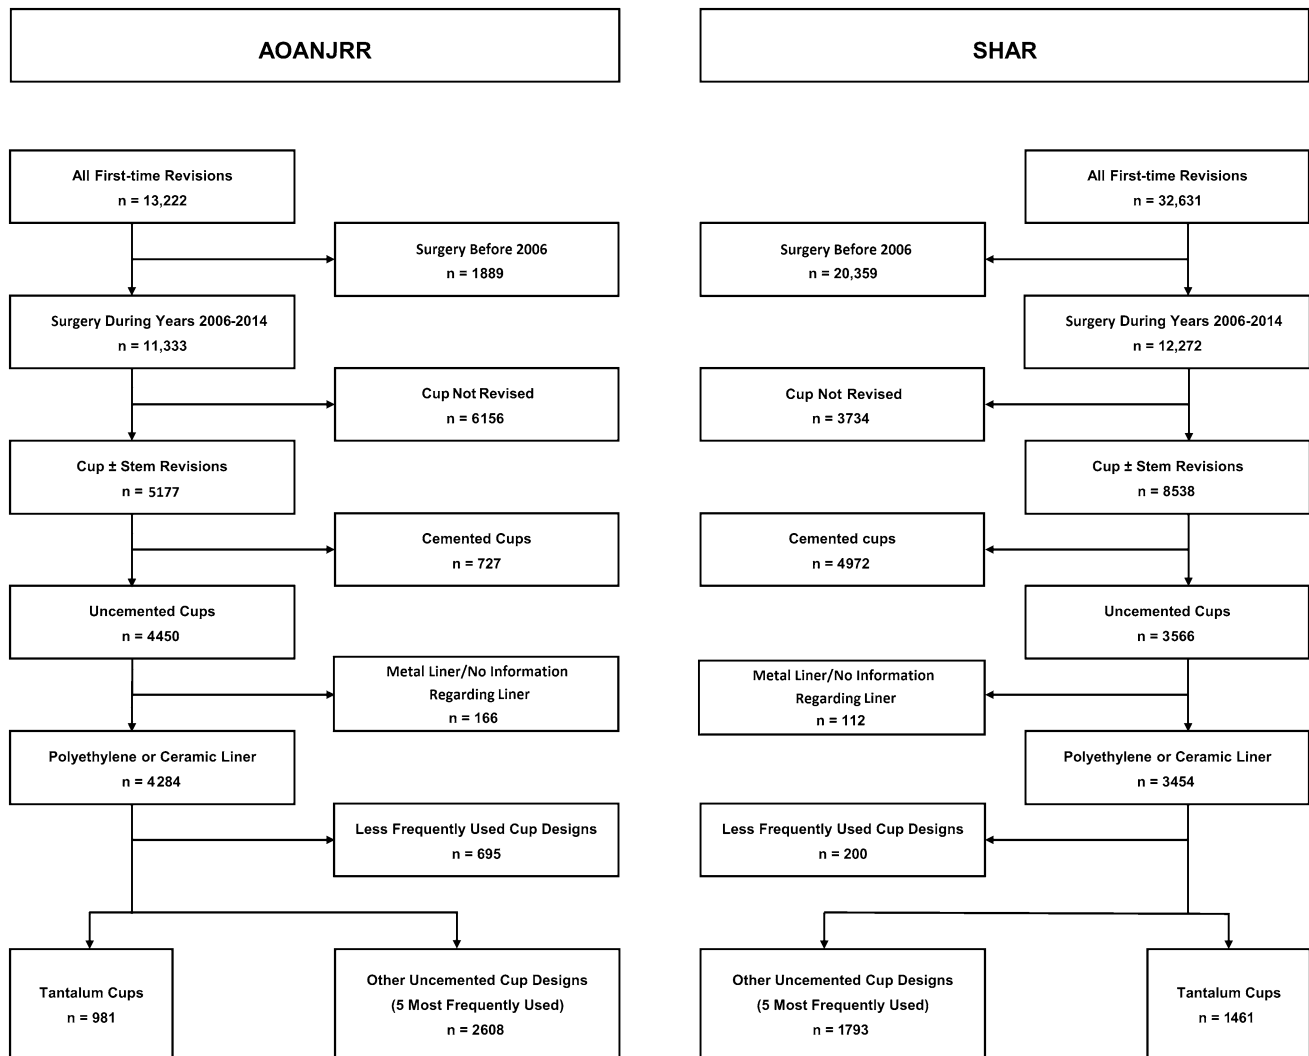 AOANJRR
All First-time Revisions
n = 13,222
Surgery Before 2006
n = 1889
Surgery During Years 2006-2014
n = 11,333
Cup Not Revised
n = 6156
Cup ± Stem Revisions
n = 5177
Cemented Cups
n = 727
Uncemented Cups
n = 4450
Metal Liner/No Information
Regarding Liner
n = 166
Polyethylene or Ceramic Liner
n = 4284
Less Frequently Used Cup Designs
n = 695
Tantalum Cups
n = 981
Other Uncemented Cup Designs
(5 Most Frequently Used)
n = 2608
SHAR
All First-time Revisions
n = 32,631
Surgery Before 2006
n = 20,359
Surgery During Years 2006-2014
n = 12,272
Cup Not Revised
n = 3734
Cup ± Stem Revisions
n = 8538
Cemented cups
n = 4972
Uncemented Cups
n = 3566
Metal Liner/No Information
Regarding Liner
n = 112
Polyethylene or Ceramic Liner
n = 3454
Less Frequently Used Cup Designs
n = 200
Other Uncemented Cup Designs
(5 Most Frequently Used)
n = 1793
Tantalum Cups
n = 1461